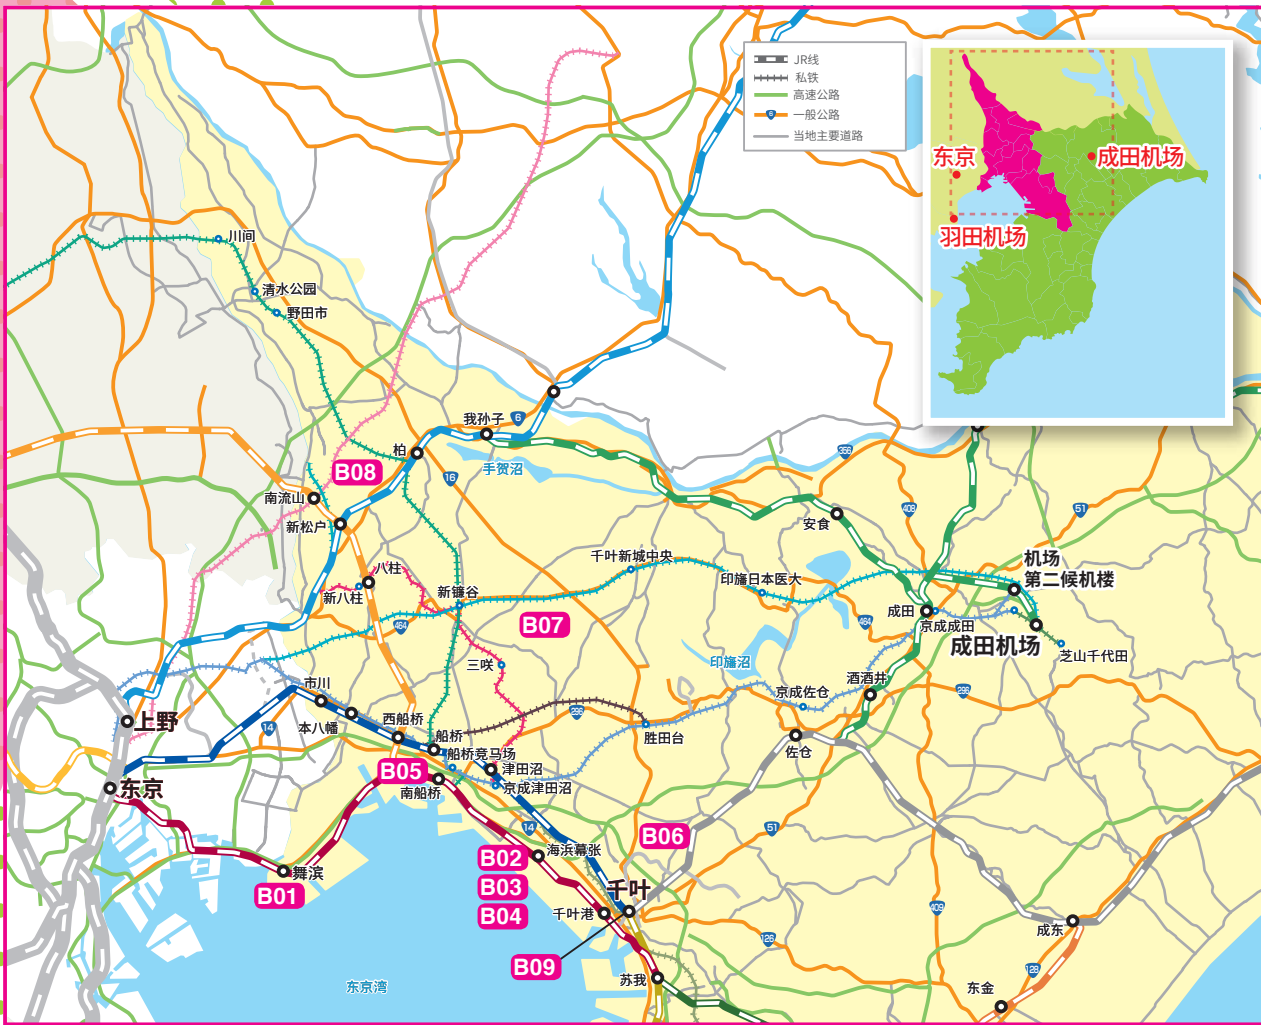 JR线
私铁
6
高速公路
一般公路
当地主要道路
东京
成田机场
羽田机场
川间
清水公园
野田市
我孙子
6
柏
手贺沼
B08
16
356
南流山
新松户
安食
408
51
千叶新城中央
机场
第二候机楼
八柱
新八柱
新镰谷
印旛日本医大
464
B07
464
成田
京成成田
成田机场
芝山千代田
三咲
印旛沼
酒酒井
市川
京成佐仓
296
296
上野
本八幡
14
西船桥
船桥
胜田台
佐仓
船桥竞马场
B05
津田沼
东京
南船桥
京成津田沼
14
51
B06
海浜幕张
B02
舞滨
B01
B03
千叶
B04
千叶港
409
126
成东
B09
苏我
126
东京湾
东金